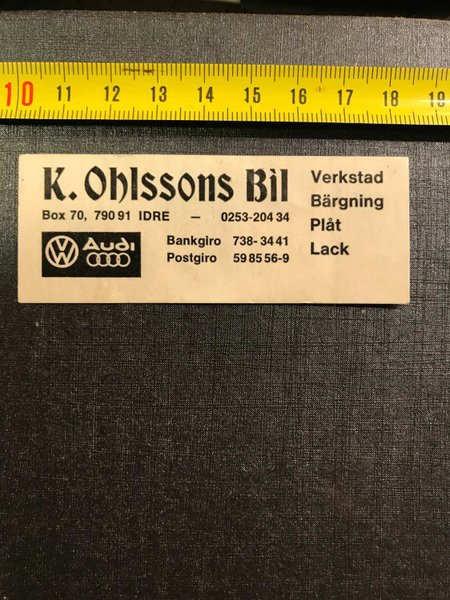 10 11 12 13 14 15 16 17 18 19
K. Ohlssons Bil
Box 70, 790 91 IDRE — 0253-204 34
VW Audi
Bankgiro 738-34 41
Postgiro 59 85 56-9
Verkstad
Bärgning
Plåt
Lack